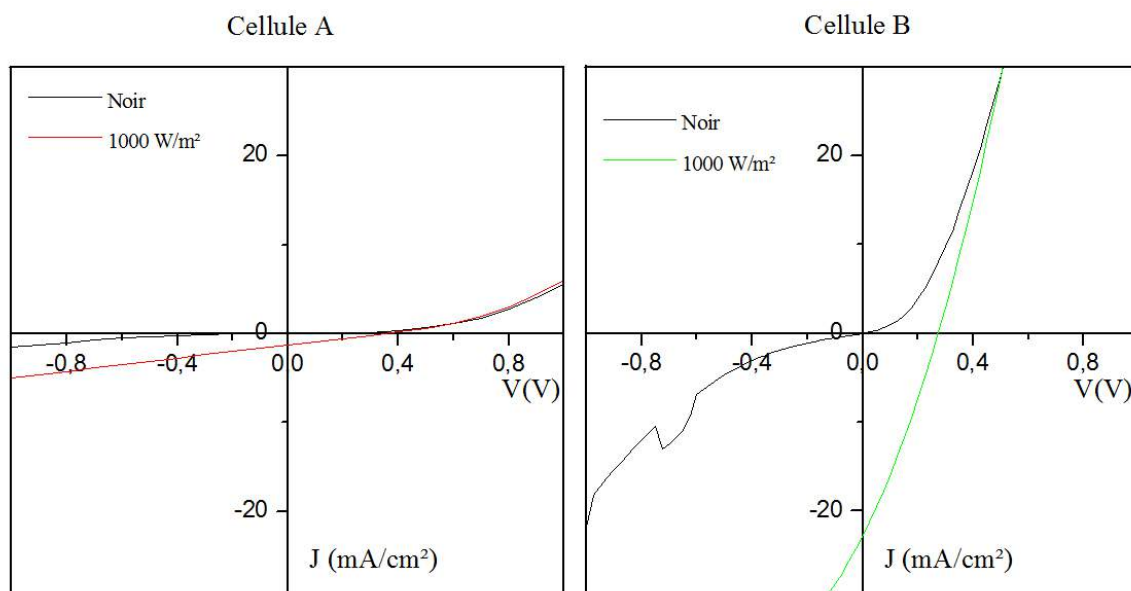 Cellule A
Noir
1000 W/m²
20
0
-0,8
-0,4
0,0
0,4
0,8
V(V)
-20
J (mA/cm²)
Cellule B
Noir
1000 W/m²
20
0
-0,8
-0,4
0,0
0,4
0,8
V(V)
-20
J (mA/cm²)